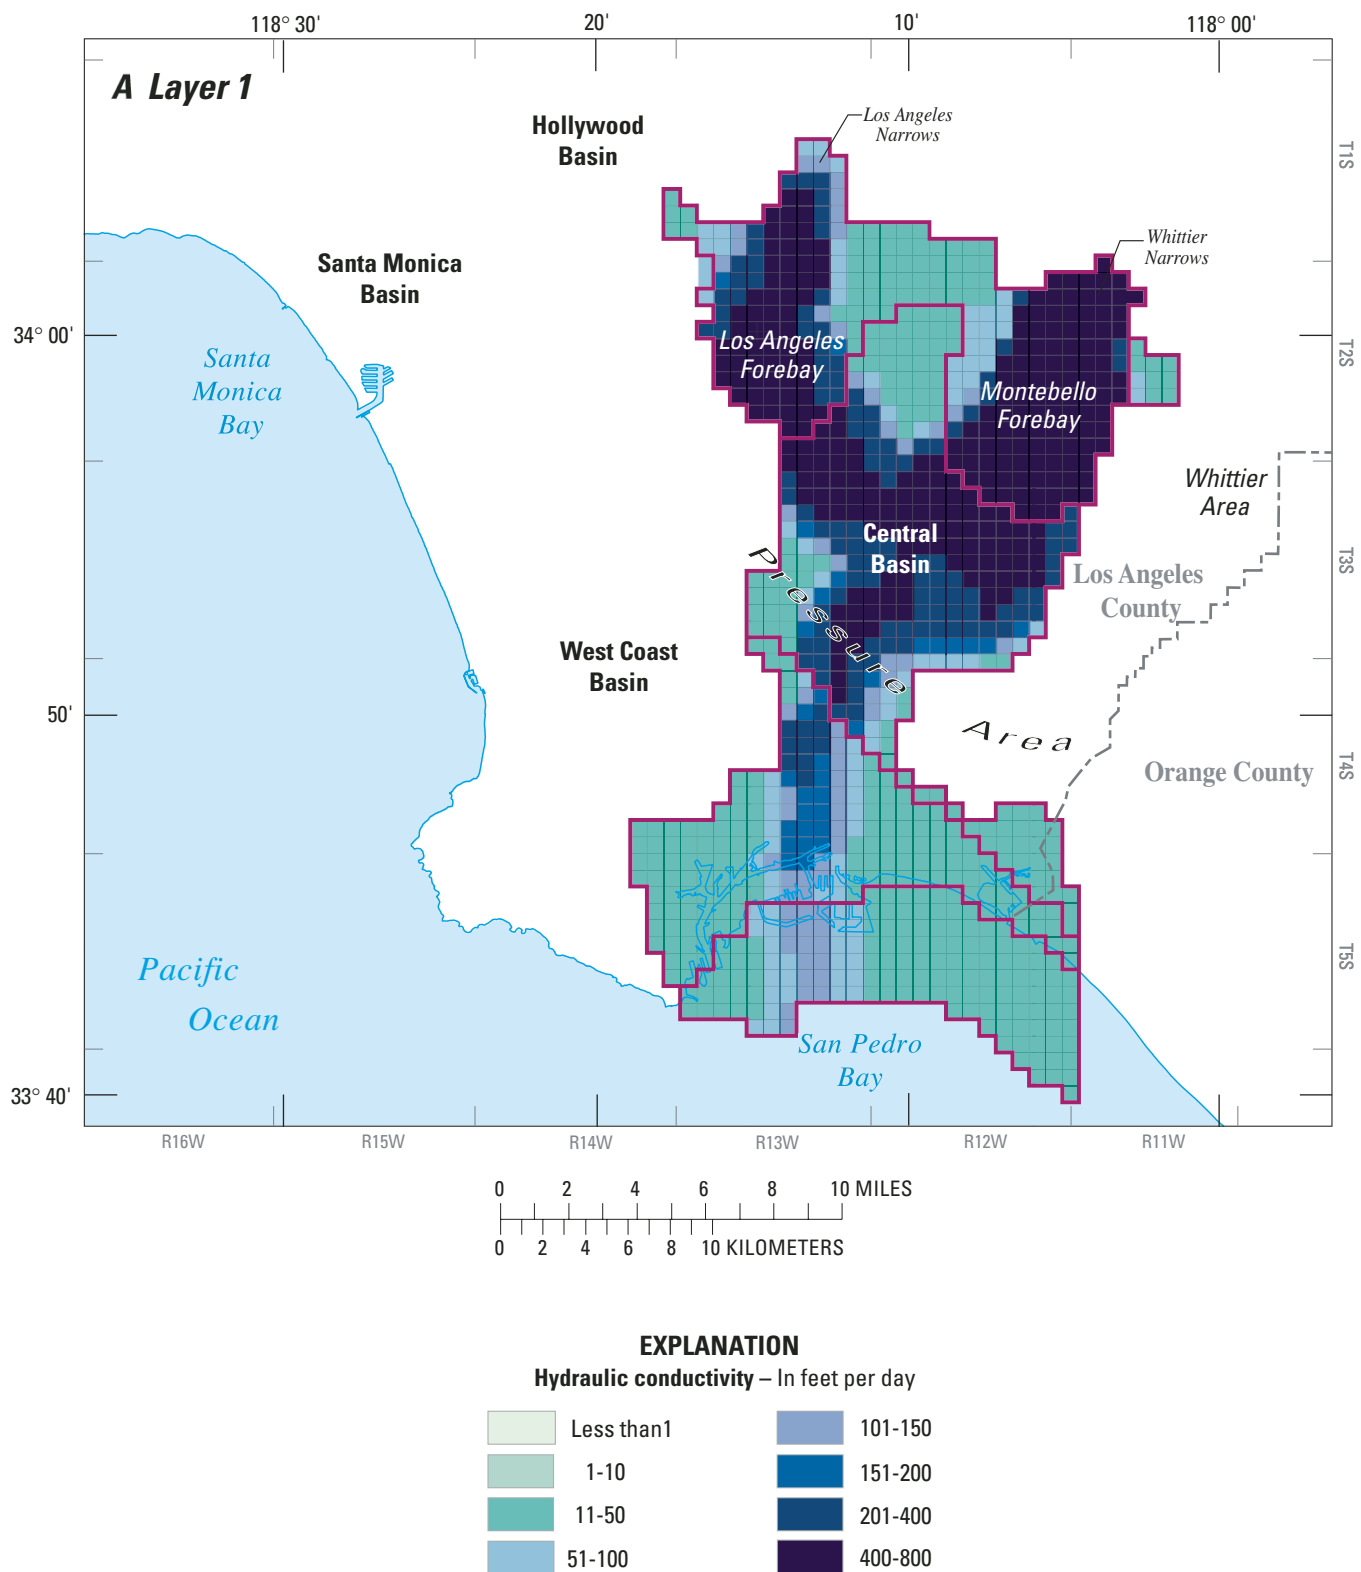 118° 30'
20'
10'
118° 00'
A Layer 1
Hollywood
Basin
Los Angeles
Narrows
T1S
Santa Monica
Basin
Whittier
Narrows
34° 00'
Santa
Monica
Bay
Los Angeles
Forebay
Montebello
Forebay
T2S
Whittier
Area
Central
Basin
Pressure
Los Angeles
County
T3S
West Coast
Basin
50'
Area
Orange County
T4S
Pacific
Ocean
T5S
San Pedro
Bay
33° 40'
R16W
R15W
R14W
R13W
R12W
R11W
0 2 4 6 8 10 MILES
0 2 4 6 8 10 KILOMETERS
EXPLANATION
Hydraulic conductivity – In feet per day
Less than1
101-150
1-10
151-200
11-50
201-400
51-100
400-800